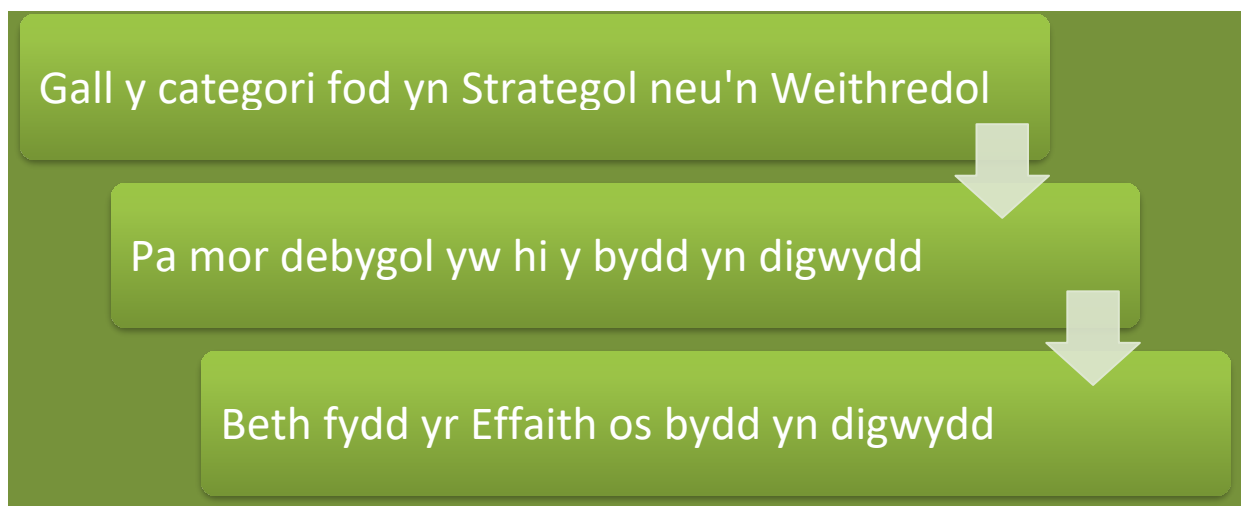 Gall y categori fod yn Strategol neu'n Weithredol
Pa mor debygol yw hi y bydd yn digwydd
Beth fydd yr Effaith os bydd yn digwydd